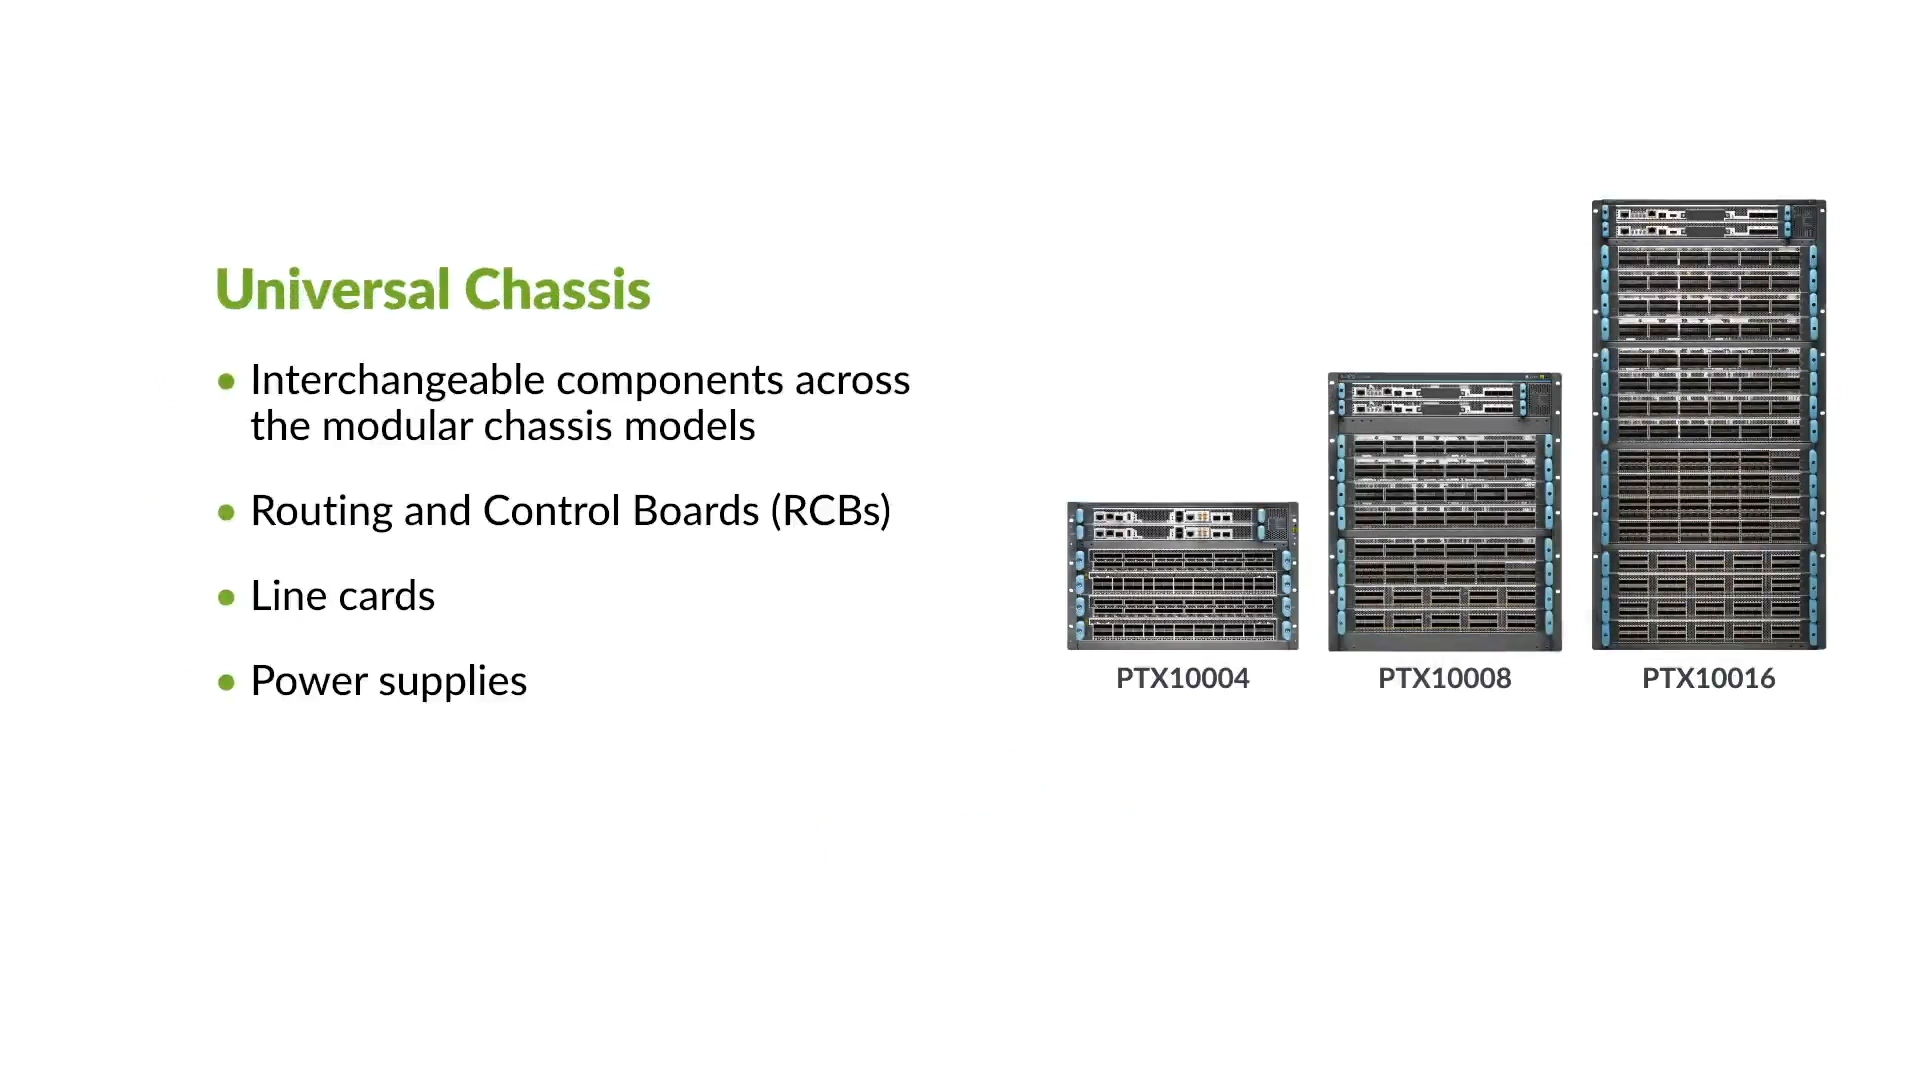 Universal Chassis
• Interchangeable components across
the modular chassis models
• Routing and Control Boards (RCBs)
• Line cards
• Power supplies
PTX10004
PTX10008
PTX10016